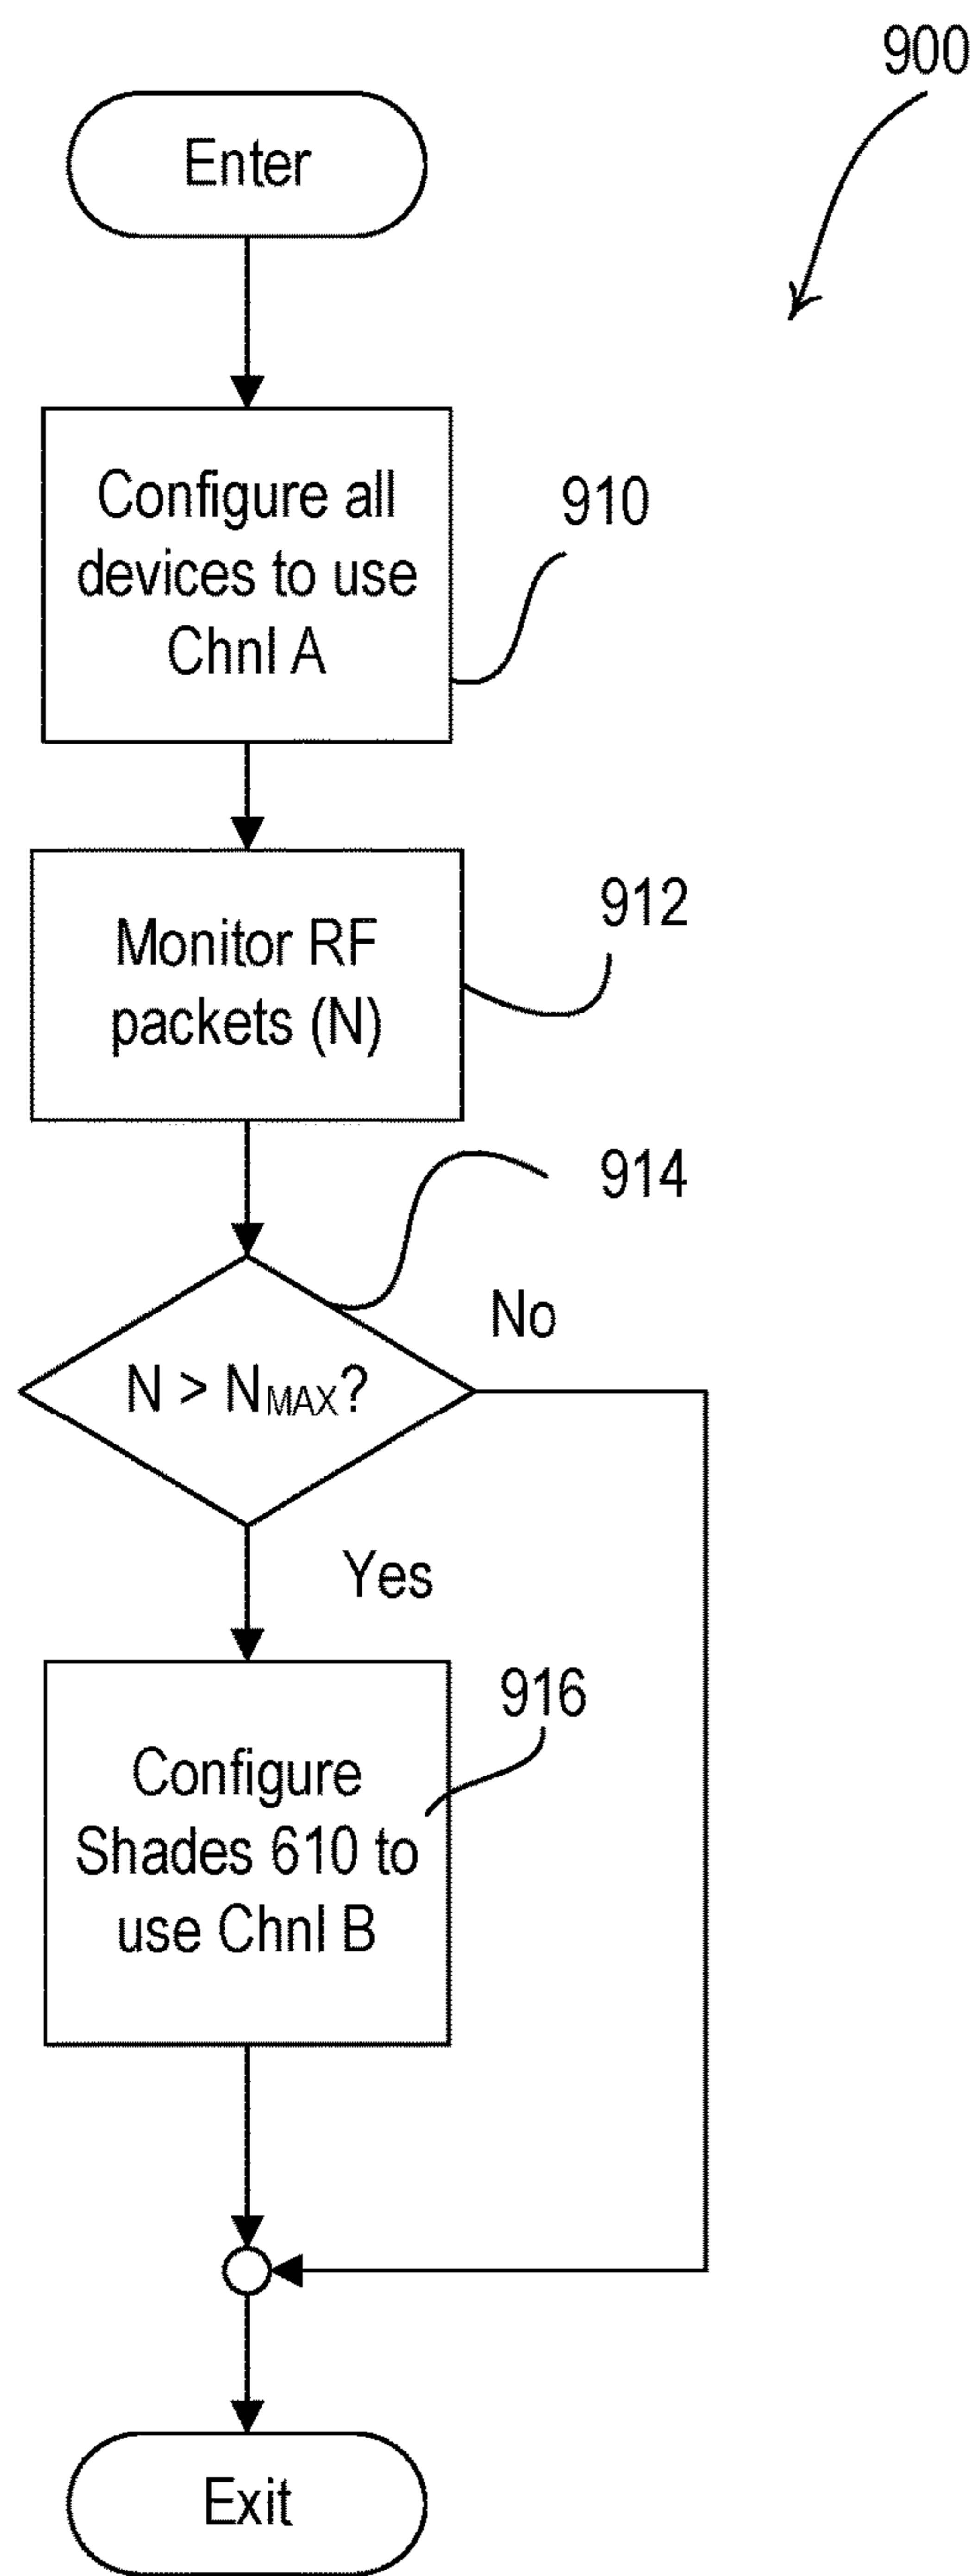 900
Enter
Configure all
devices to use
Chnl A
910
Monitor RF
packets (N)
912
914
N > NMAX?
No
Yes
916
Configure
Shades 610 to
use Chnl B
Exit